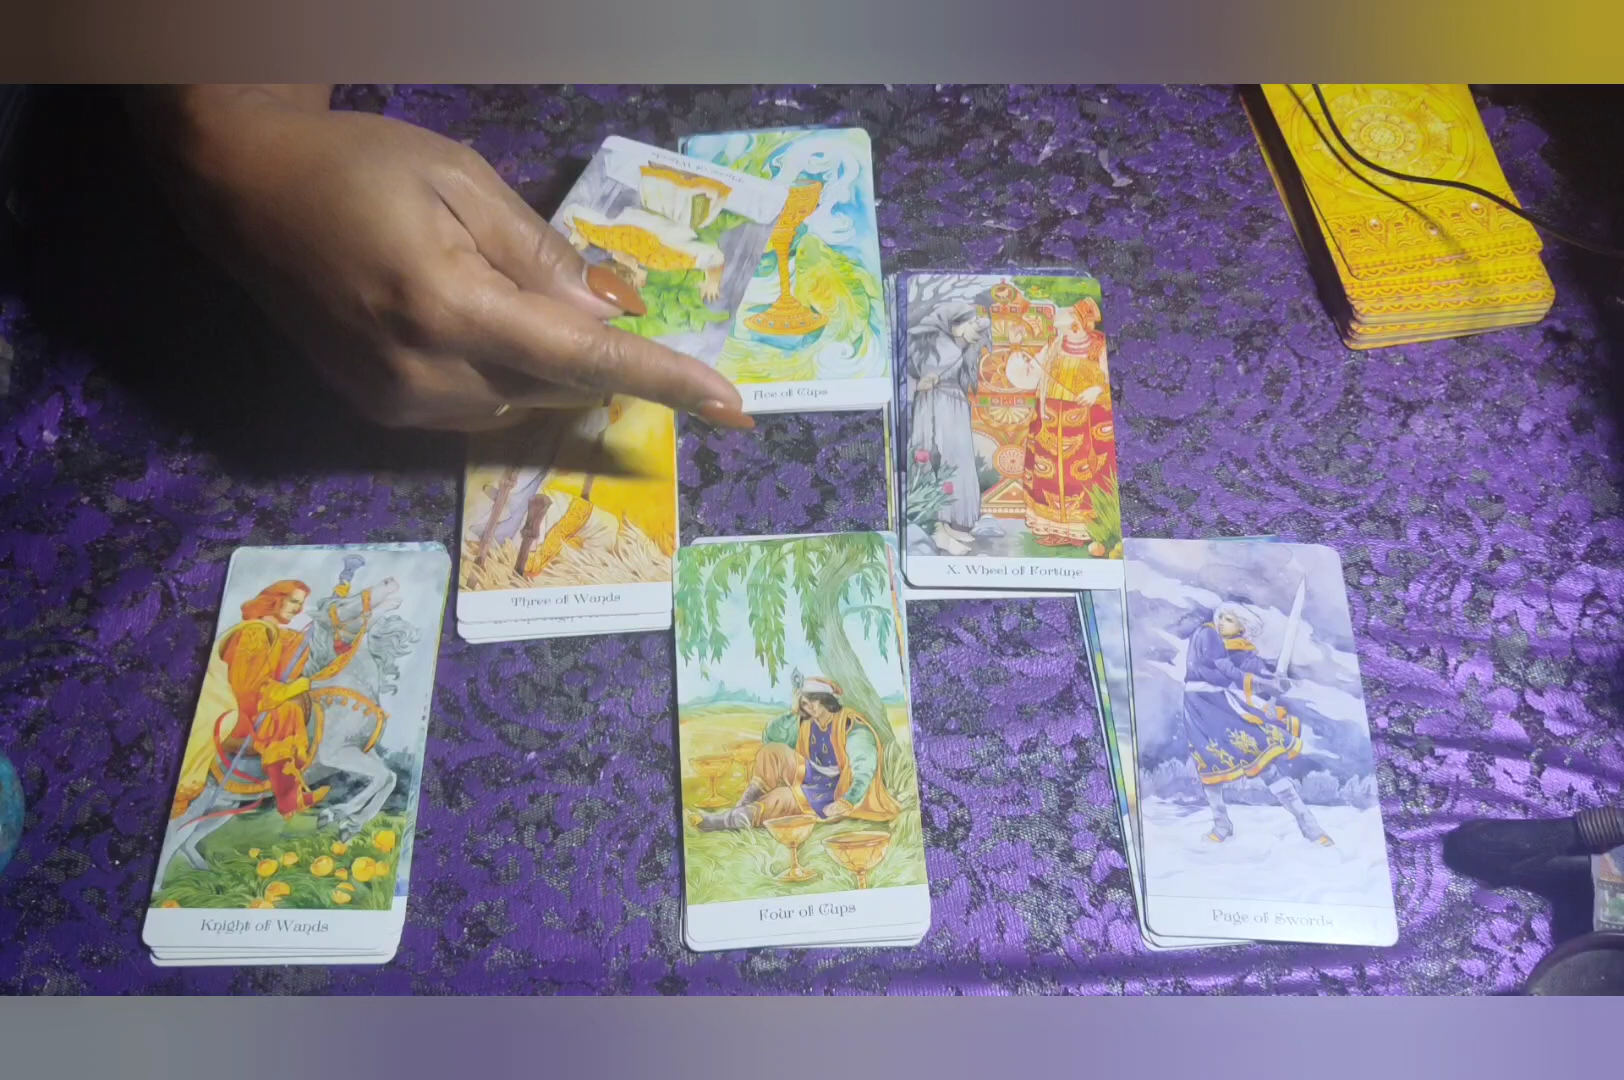 Ace of Cups
X. Wheel of Fortune
Three of Wands
Knight of Wands
Four of Cups
Page of Swords